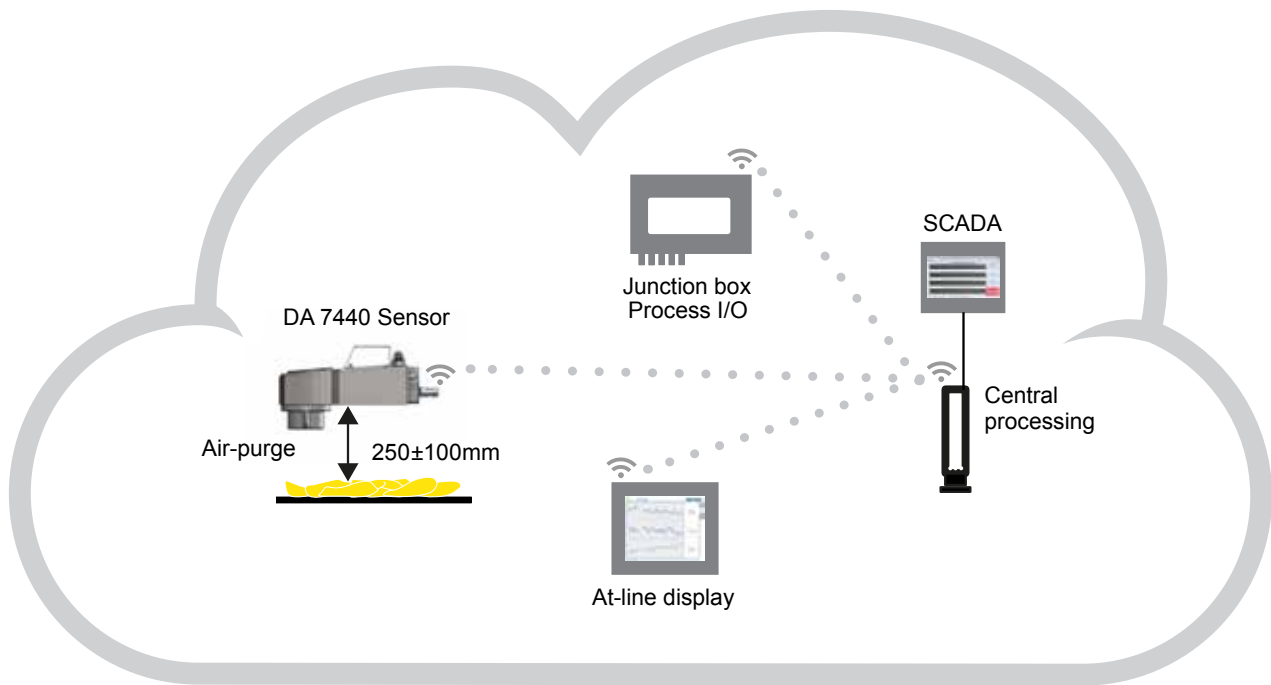 SCADA
Junction box
Process I/O
DA 7440 Sensor
Central
processing
Air-purge
250±100mm
At-line display